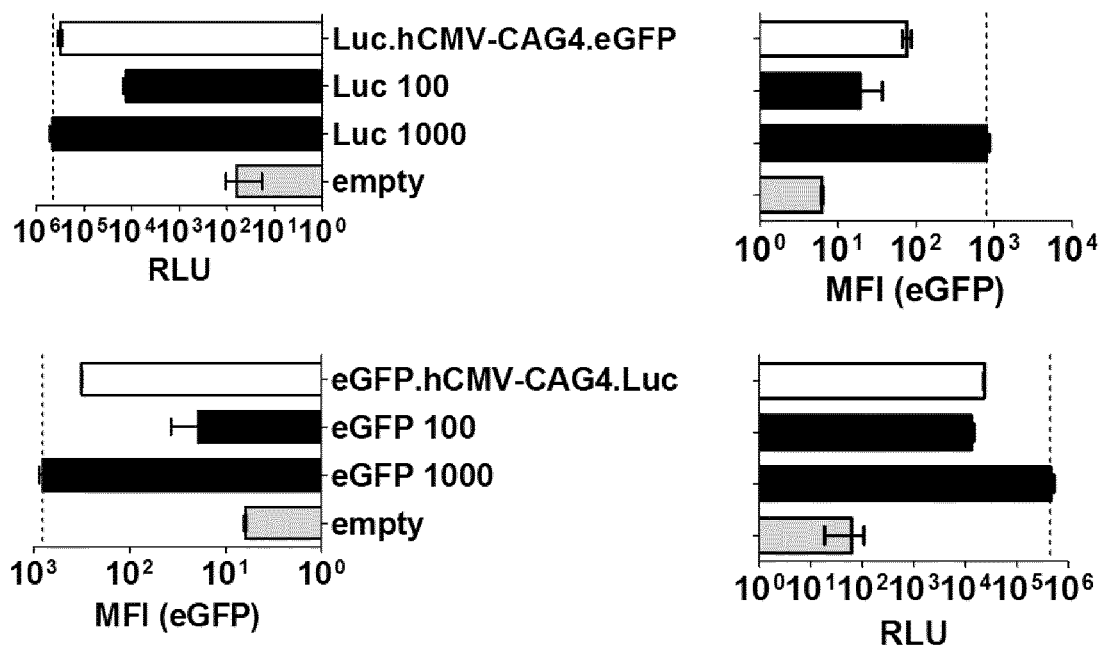 Luc.hCMV-CAG4.eGFP
Luc 100
Luc 1000
empty
10⁶10⁵10⁴10³10²10¹10⁰
RLU
10⁰ 10¹ 10² 10³ 10⁴
MFI (eGFP)
eGFP.hCMV-CAG4.Luc
eGFP 100
eGFP 1000
empty
10³ 10² 10¹ 10⁰
MFI (eGFP)
10⁰10¹10²10³10⁴10⁵10⁶
RLU